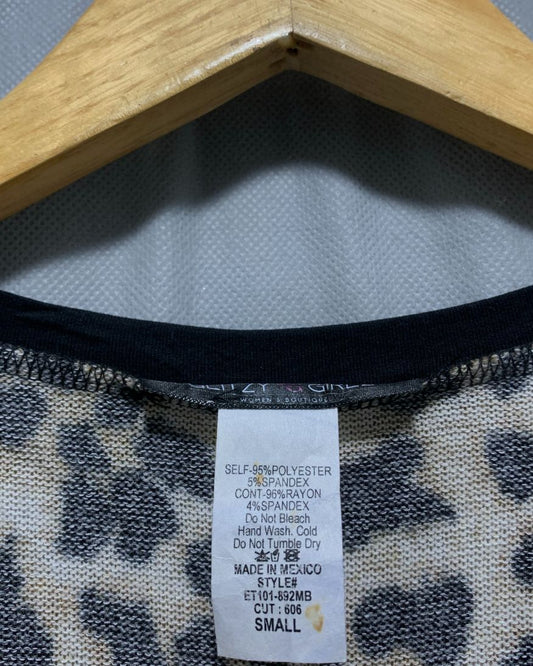 WOMEN'S BOUTIQUE
SELF-95%POLYESTER
5%SPANDEX
CONT-96%RAYON
4%SPANDEX
Do Not Bleach
Hand Wash. Cold
Do Not Tumble Dry
MADE IN MEXICO
STYLE#
ET101-892MB
CUT : 606
SMALL